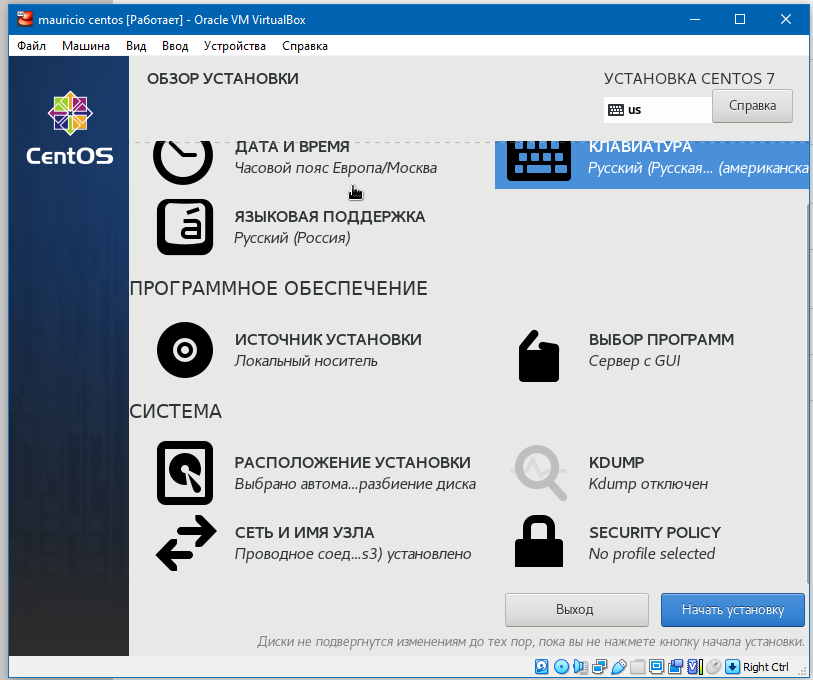 mauricio centos [Работает] - Oracle VM VirtualBox
Файл Машина Вид Ввод Устройства Справка
ОБЗОР УСТАНОВКИ
УСТАНОВКА CENTOS 7
us
Справка
CentOS
ДАТА И ВРЕМЯ
Часовой пояс Европа/Москва
КЛАВИАТУРА
Русский (Русская... (американска
á
ЯЗЫКОВАЯ ПОДДЕРЖКА
Русский (Россия)
ПРОГРАММНОЕ ОБЕСПЕЧЕНИЕ
ИСТОЧНИК УСТАНОВКИ
Локальный носитель
ВЫБОР ПРОГРАММ
Сервер с GUI
СИСТЕМА
РАСПОЛОЖЕНИЕ УСТАНОВКИ
Выбрано автома...разбиение диска
KDUMP
Kdump отключен
СЕТЬ И ИМЯ УЗЛА
Проводное соед...s3) установлено
SECURITY POLICY
No profile selected
Выход
Начать установку
Диски не подвергнутся изменениям до тех пор, пока вы не нажмете кнопку начала установки.
Right Ctrl